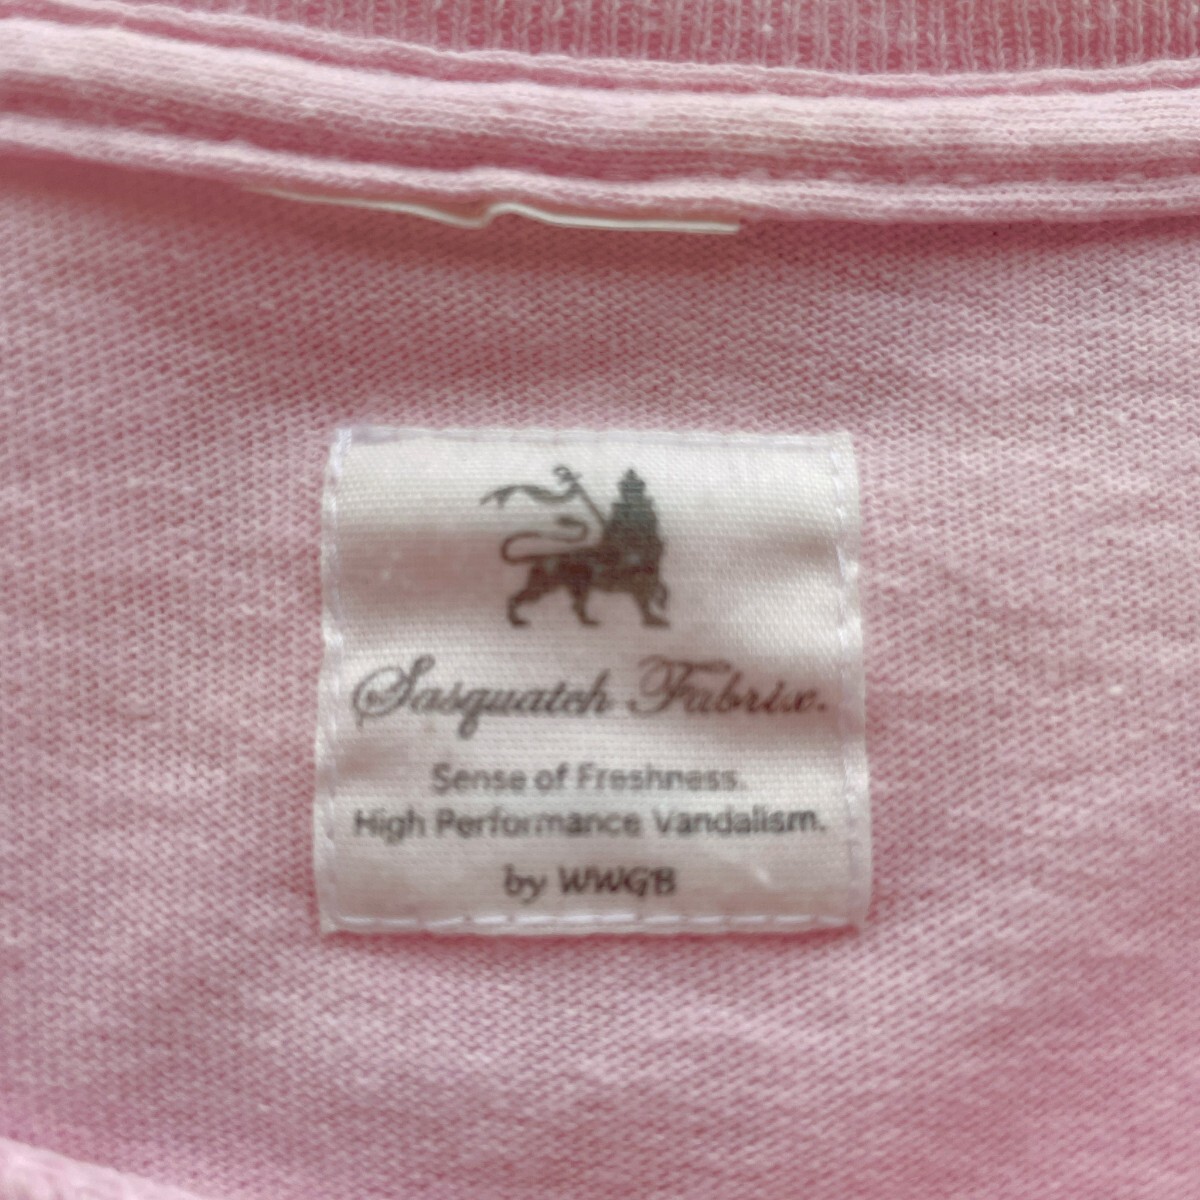 Sasquatch Fabrix.
Sense of Freshness.
High Performance Vandalism.
by WWGB